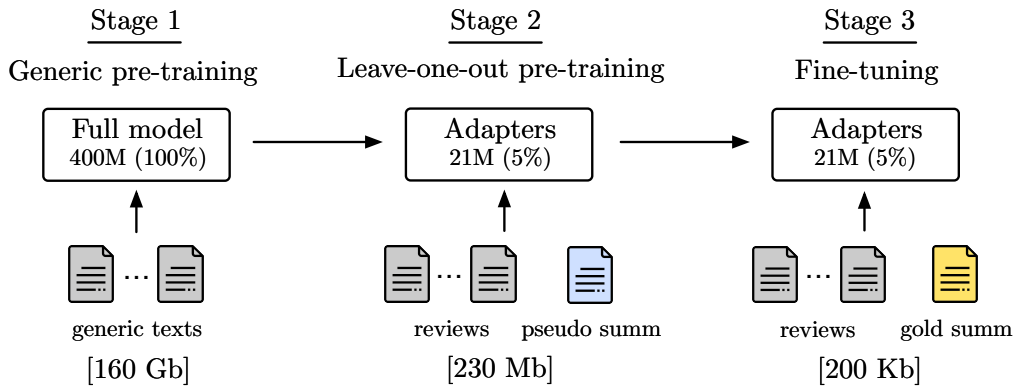 Stage 1
Generic pre-training
Full model
400M (100%)
...
generic texts
[160 Gb]
Stage 2
Leave-one-out pre-training
Adapters
21M (5%)
...
reviews
pseudo summ
[230 Mb]
Stage 3
Fine-tuning
Adapters
21M (5%)
...
reviews
gold summ
[200 Kb]